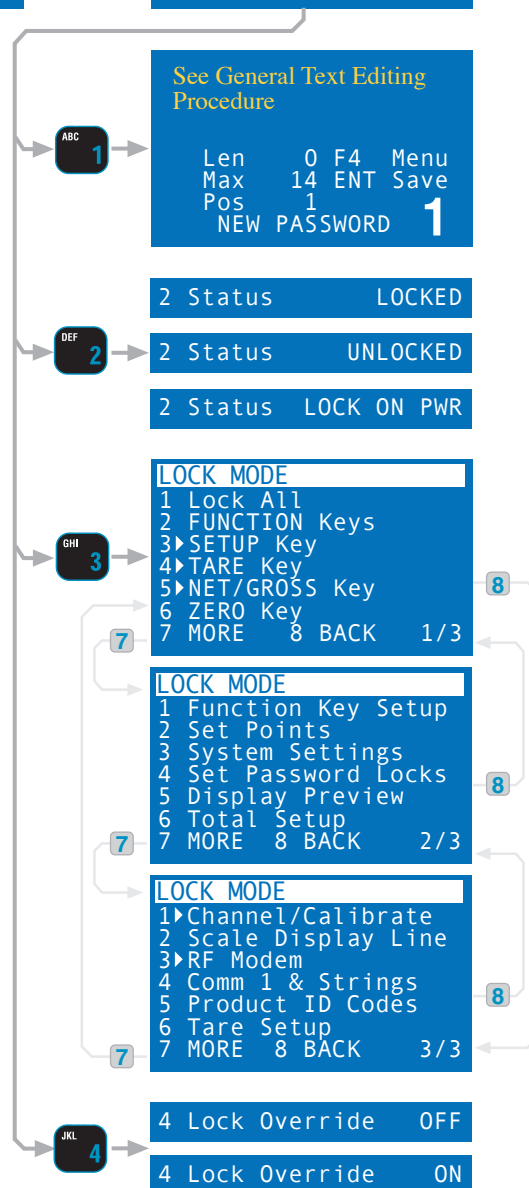 See General Text Editing
Procedure
Len 0 F4 Menu
Max 14 ENT Save
Pos 1
NEW PASSWORD 1
ABC
1
2 Status LOCKED
DEF
2
2 Status UNLOCKED
2 Status LOCK ON PWR
GHI
3
LOCK MODE
1 Lock All
2 FUNCTION Keys
3▸SETUP Key
4▸TARE Key
5▸NET/GROSS Key
6 ZERO Key
7 MORE 8 BACK 1/3
8
7
LOCK MODE
1 Function Key Setup
2 Set Points
3 System Settings
4 Set Password Locks
5 Display Preview
6 Total Setup
7 MORE 8 BACK 2/3
8
7
LOCK MODE
1▸Channel/Calibrate
2 Scale Display Line
3▸RF Modem
4 Comm 1 & Strings
5 Product ID Codes
6 Tare Setup
7 MORE 8 BACK 3/3
8
7
JKL
4
4 Lock Override OFF
4 Lock Override ON